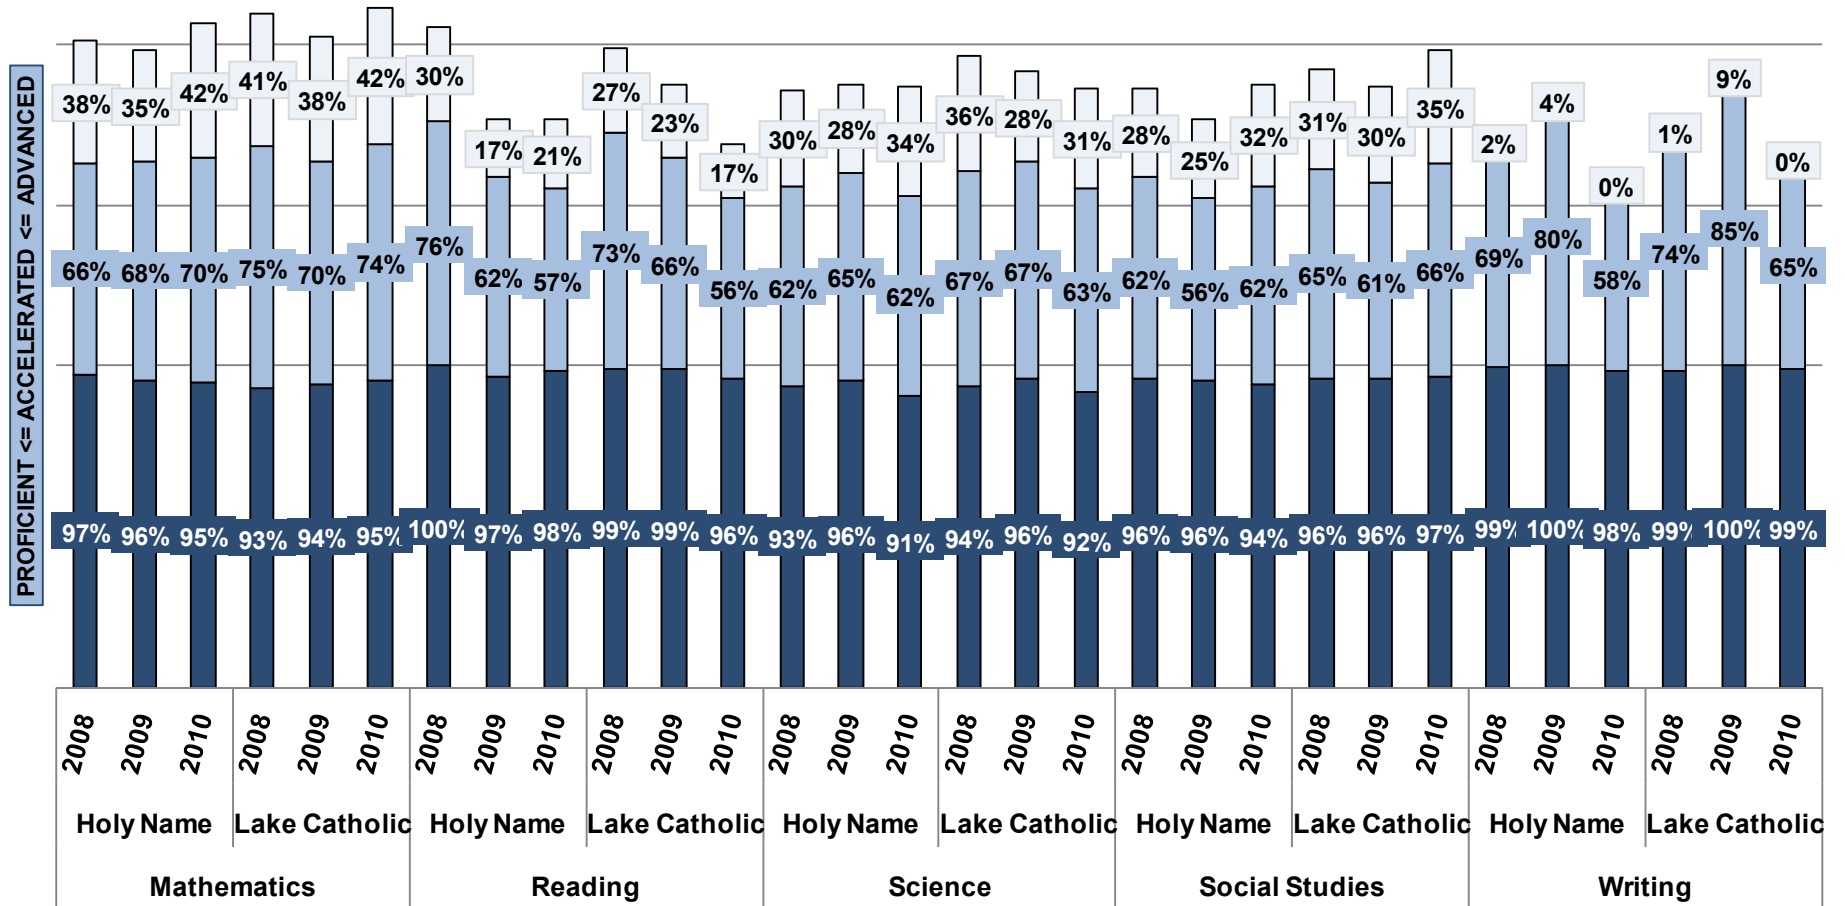 PROFICIENT <= ACCELERATED <= ADVANCED
38% 35% 42% 41% 38% 42% 30% 17% 21% 27% 23% 17% 30% 28% 34% 36% 28% 31% 28% 25% 32% 31% 30% 35% 2% 4% 0% 1% 9% 0%
66% 68% 70% 75% 70% 74% 76% 62% 57% 73% 66% 56% 62% 65% 62% 67% 67% 63% 62% 56% 62% 65% 61% 66% 69% 80% 58% 74% 85% 65%
97% 96% 95% 93% 94% 95% 100% 97% 98% 99% 99% 96% 93% 96% 91% 94% 96% 92% 96% 96% 94% 96% 96% 97% 99% 100% 98% 99% 100% 99%
2008 2009 2010 2008 2009 2010 2008 2009 2010 2008 2009 2010 2008 2009 2010 2008 2009 2010 2008 2009 2010 2008 2009 2010 2008 2009 2010 2008 2009 2010
Holy Name Lake Catholic Holy Name Lake Catholic Holy Name Lake Catholic Holy Name Lake Catholic Holy Name Lake Catholic
Mathematics Reading Science Social Studies Writing